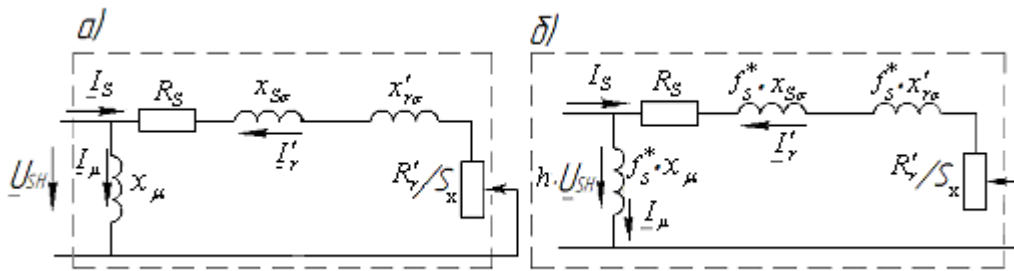 а)
I_S
R_S
x_Sσ
x'_rσ
I'_r
U_SH
I_μ
x_μ
R'_r/S_x
б)
I_S
R_S
f_s^*·x_Sσ
f_s^*·x'_rσ
I'_r
h·U_SH
f_s^*·x_μ
I_μ
R'_r/S_x